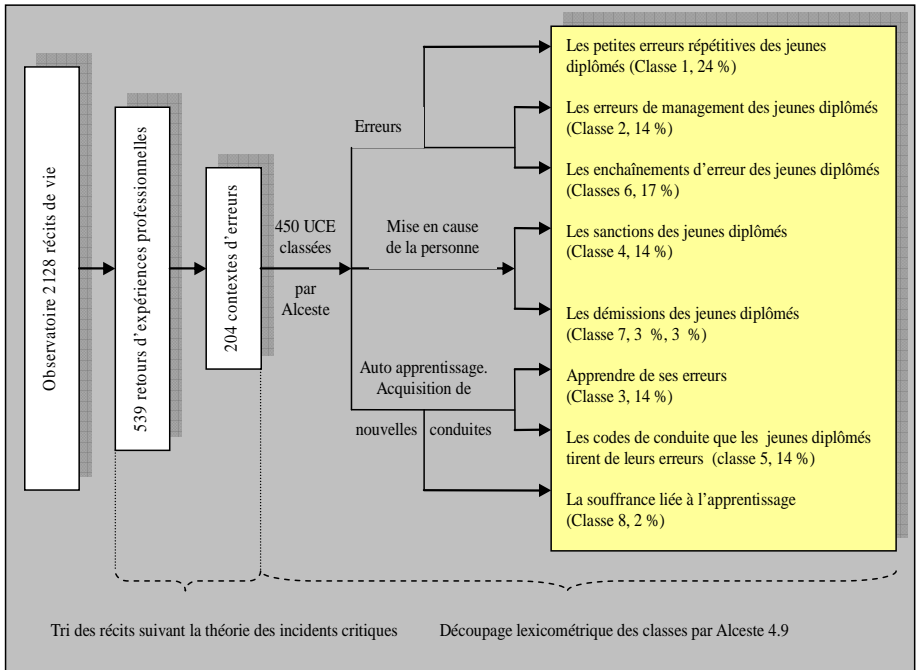 Observatoire 2128 récits de vie
539 retours d'expériences professionnelles
204 contextes d'erreurs
450 UCE
classées
par
Alceste
Erreurs
Mise en cause
de la personne
Auto apprentissage.
Acquisition de
nouvelles conduites
Les petites erreurs répétitives des jeunes
diplômés (Classe 1, 24 %)
Les erreurs de management des jeunes diplômés
(Classe 2, 14 %)
Les enchaînements d'erreur des jeunes diplômés
(Classes 6, 17 %)
Les sanctions des jeunes diplômés
(Classe 4, 14 %)
Les démissions des jeunes diplômés
(Classe 7, 3 %, 3 %)
Apprendre de ses erreurs
(Classe 3, 14 %)
Les codes de conduite que les jeunes diplômés
tirent de leurs erreurs (classe 5, 14 %)
La souffrance liée à l'apprentissage
(Classe 8, 2 %)
Tri des récits suivant la théorie des incidents critiques
Découpage lexicométrique des classes par Alceste 4.9